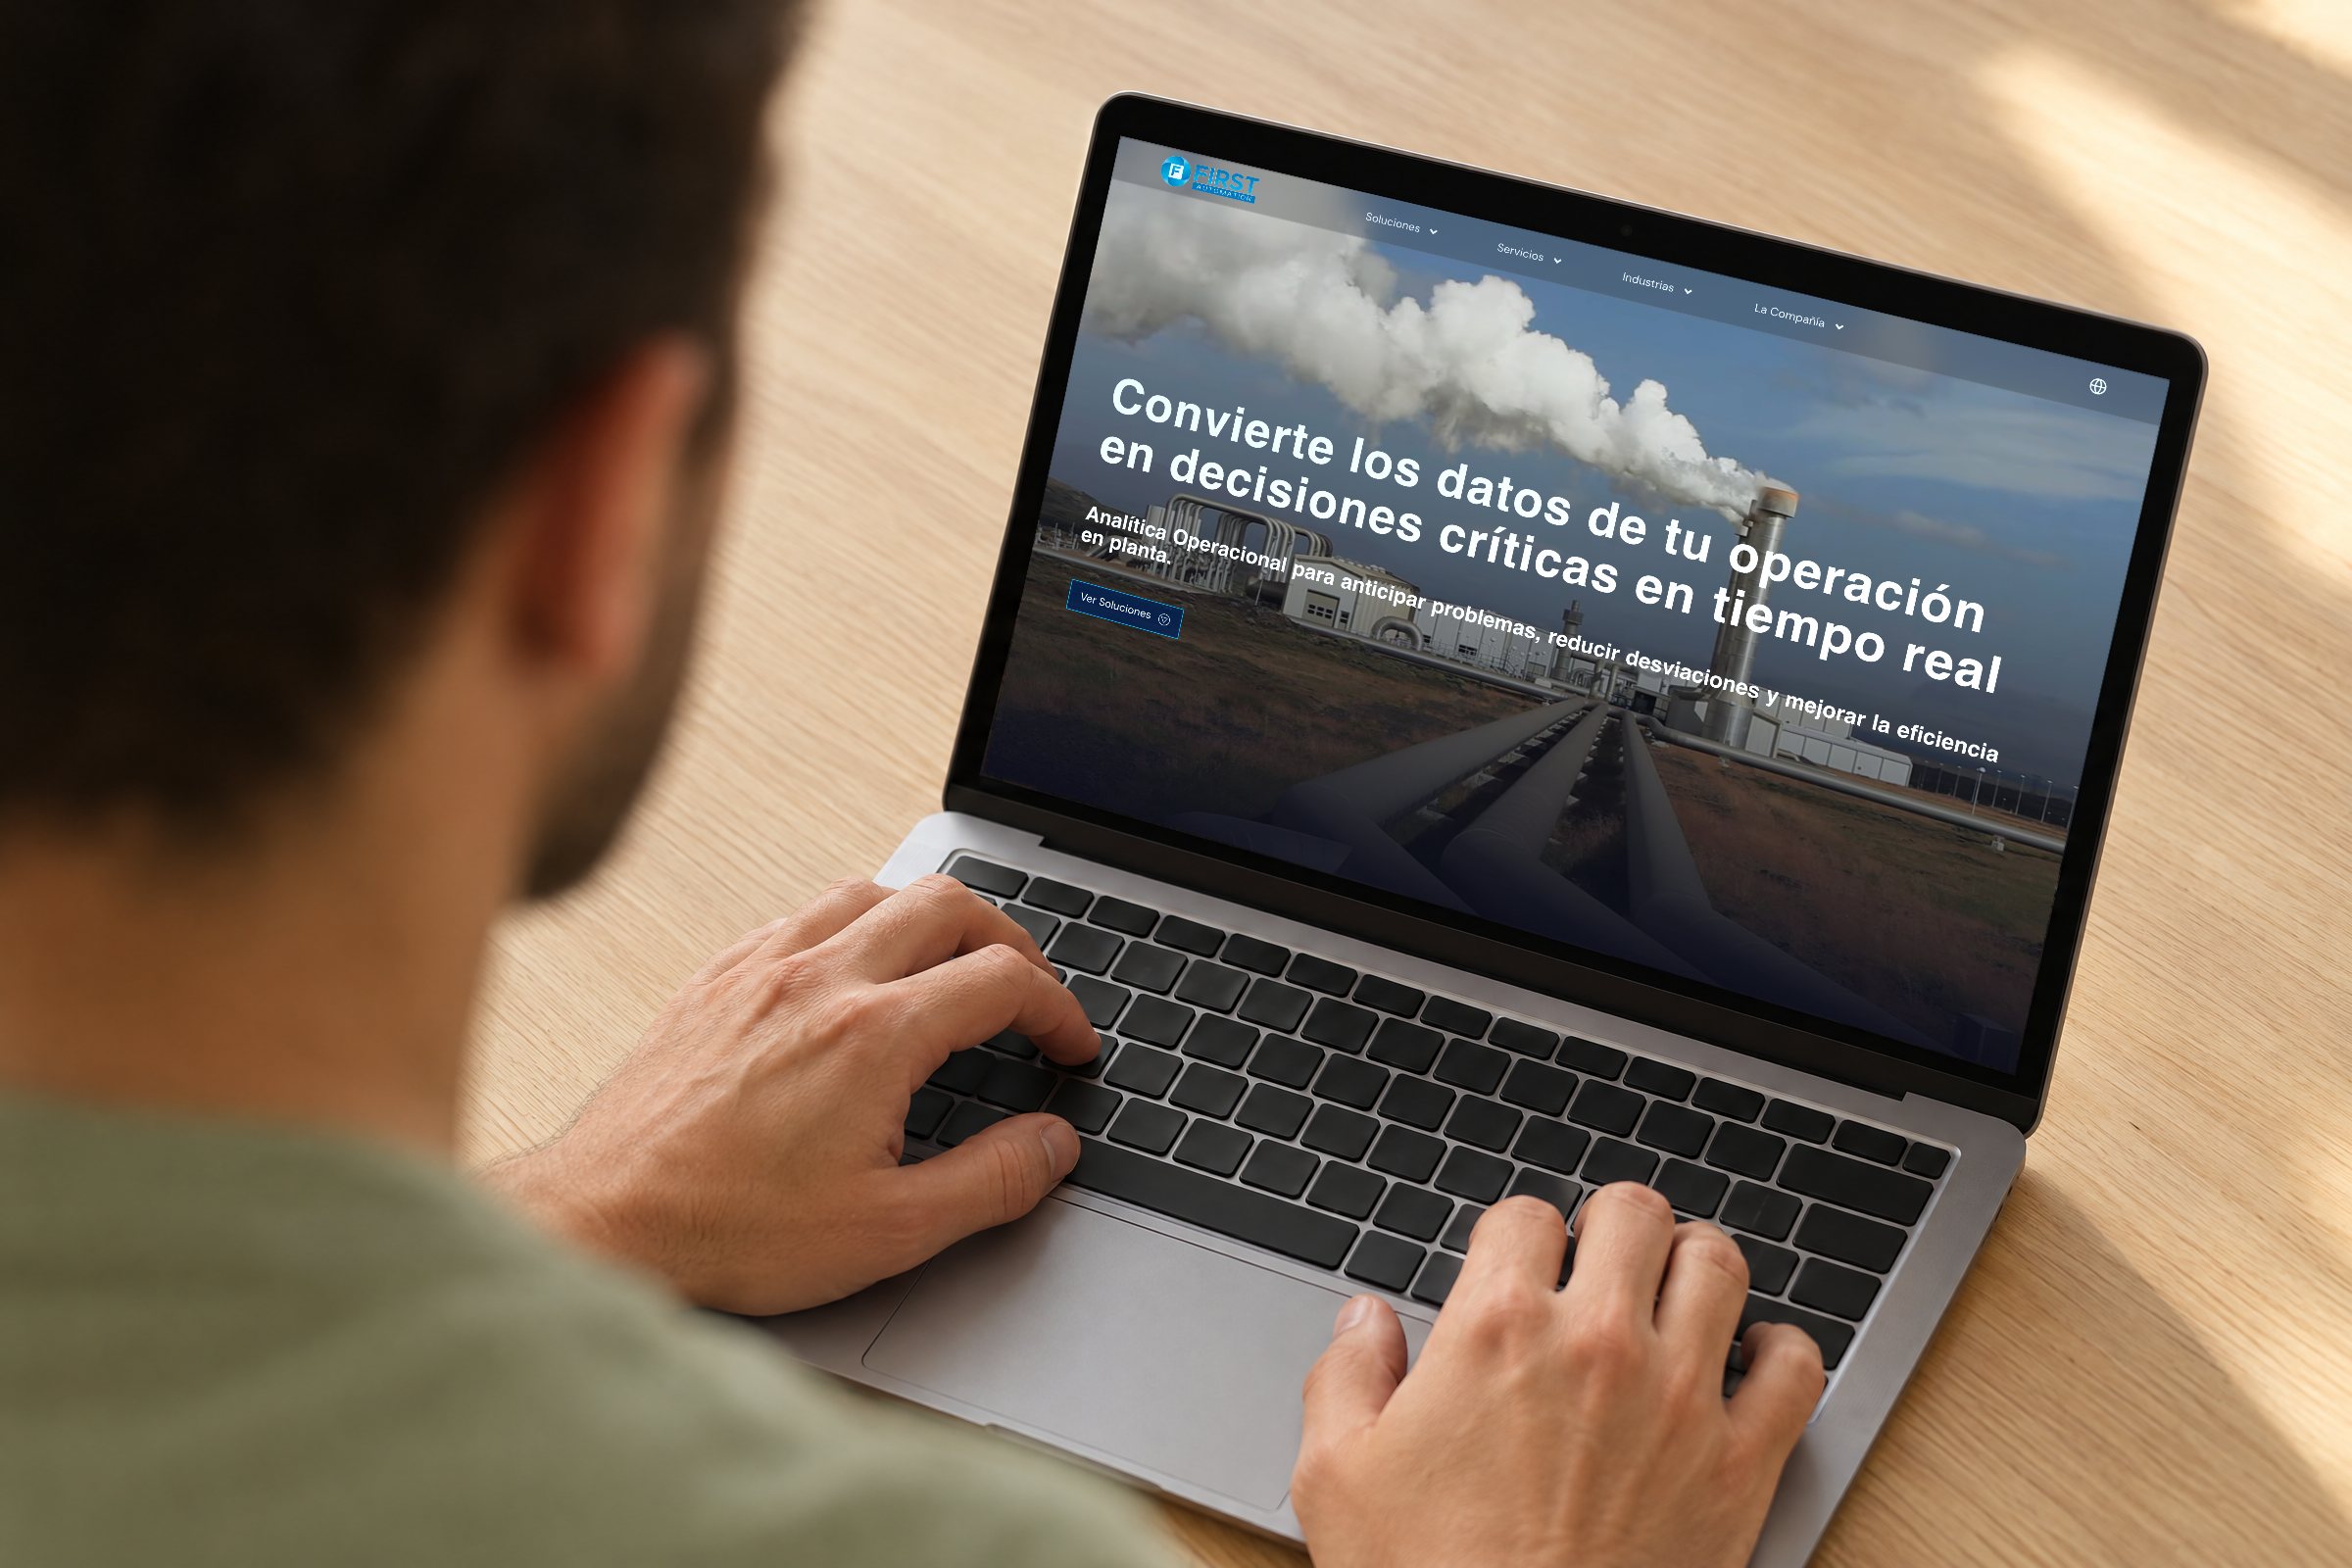 F FIRST
AUTOMATION
Soluciones
Servicios
Industrias
La Compañía
Convierte los datos de tu operación
en decisiones críticas en tiempo real
Analítica Operacional para anticipar problemas, reducir desviaciones y mejorar la eficiencia
en planta.
Ver Soluciones